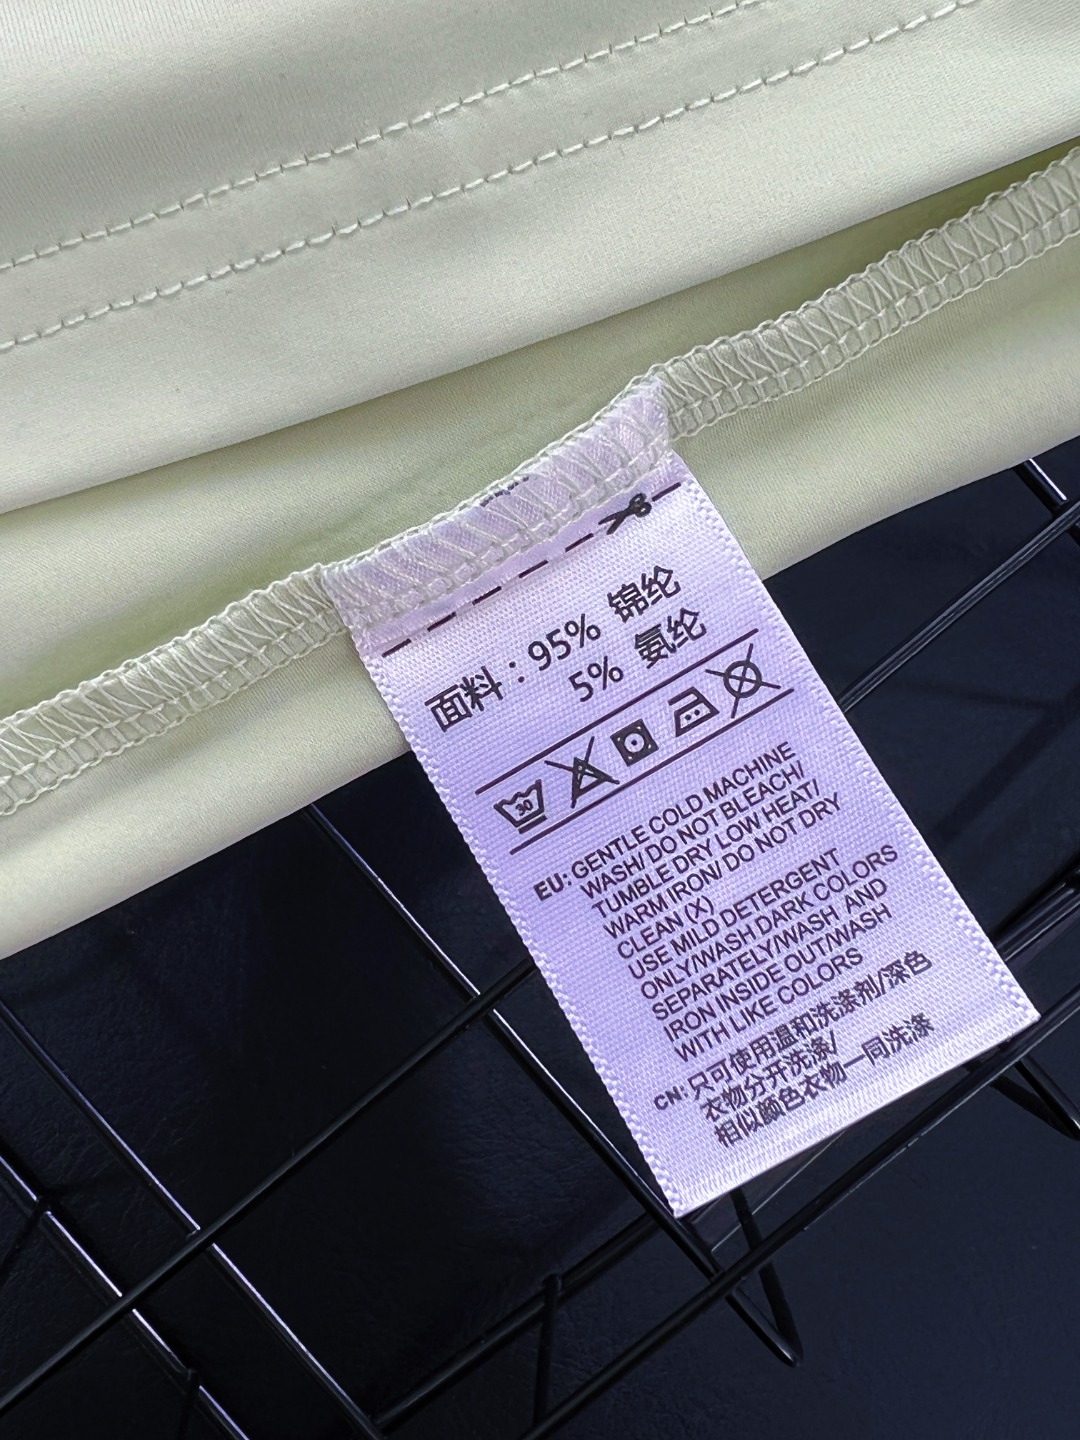 面料：95% 锦纶
5% 氨纶
30
EU: GENTLE COLD MACHINE
WASH/ DO NOT BLEACH/
TUMBLE DRY LOW HEAT/
WARM IRON/ DO NOT DRY
CLEAN (X)
USE MILD DETERGENT
ONLY/WASH DARK COLORS
SEPARATELY/WASH AND
IRON INSIDE OUT/WASH
WITH LIKE COLORS
CN: 只可使用温和洗涤剂/深色
衣物分开洗涤/
相似颜色衣物一同洗涤